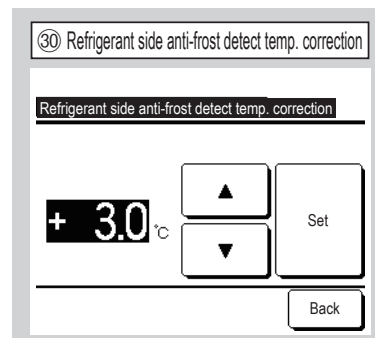 ㉚ Refrigerant side anti-frost detect temp. correction
Refrigerant side anti-frost detect temp. correction
+ 3.0 °C
▲
▼
Set
Back